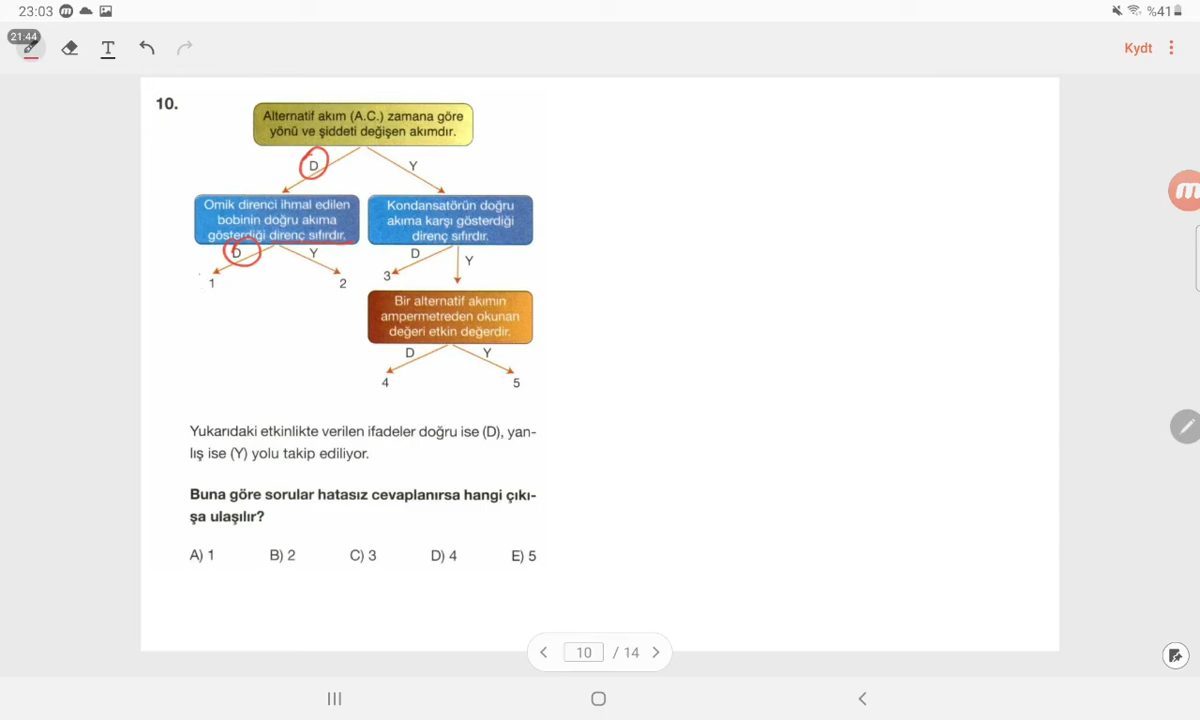 23:03 %41
21:44 T Kydt
10.
Alternatif akım (A.C.) zamana göre
yönü ve şiddeti değişen akımdır.
D Y
Omik direnci ihmal edilen
bobinin doğru akıma
gösterdiği direnç sıfırdır.
Kondansatörün doğru
akıma karşı gösterdiği
direnç sıfırdır.
D Y D Y
1 2 3
Bir alternatif akımın
ampermetreden okunan
değeri etkin değerdir.
D Y
4 5
Yukarıdaki etkinlikte verilen ifadeler doğru ise (D), yan-
lış ise (Y) yolu takip ediliyor.
Buna göre sorular hatasız cevaplanırsa hangi çıkı-
şa ulaşılır?
A) 1 B) 2 C) 3 D) 4 E) 5
10 / 14